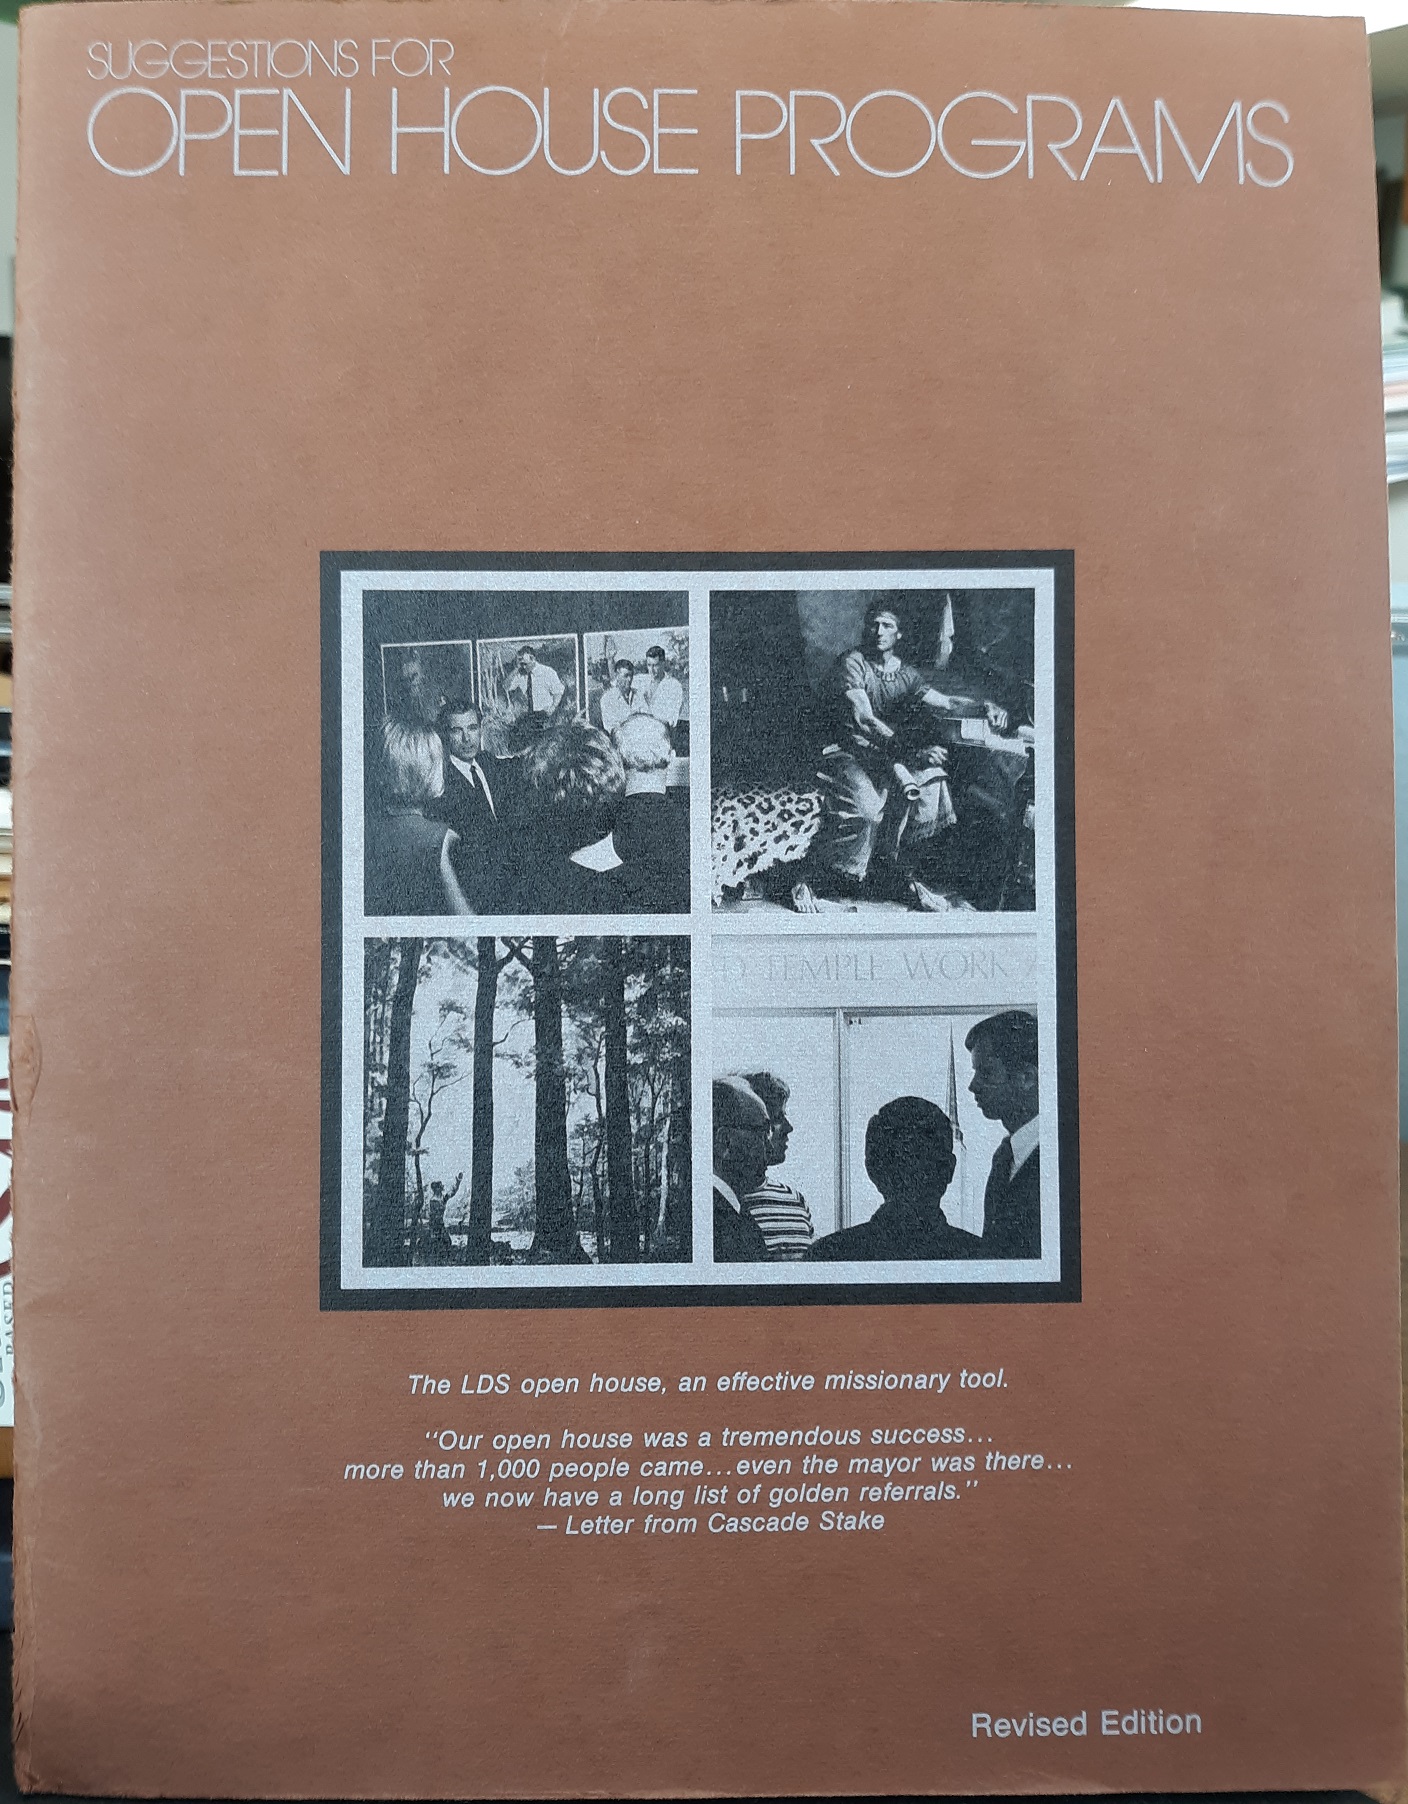 SUGGESTIONS FOR
OPEN HOUSE PROGRAMS
TEMPLE WORK
The LDS open house, an effective missionary tool.
"Our open house was a tremendous success...
more than 1,000 people came...even the mayor was there...
we now have a long list of golden referrals."
— Letter from Cascade Stake
Revised Edition